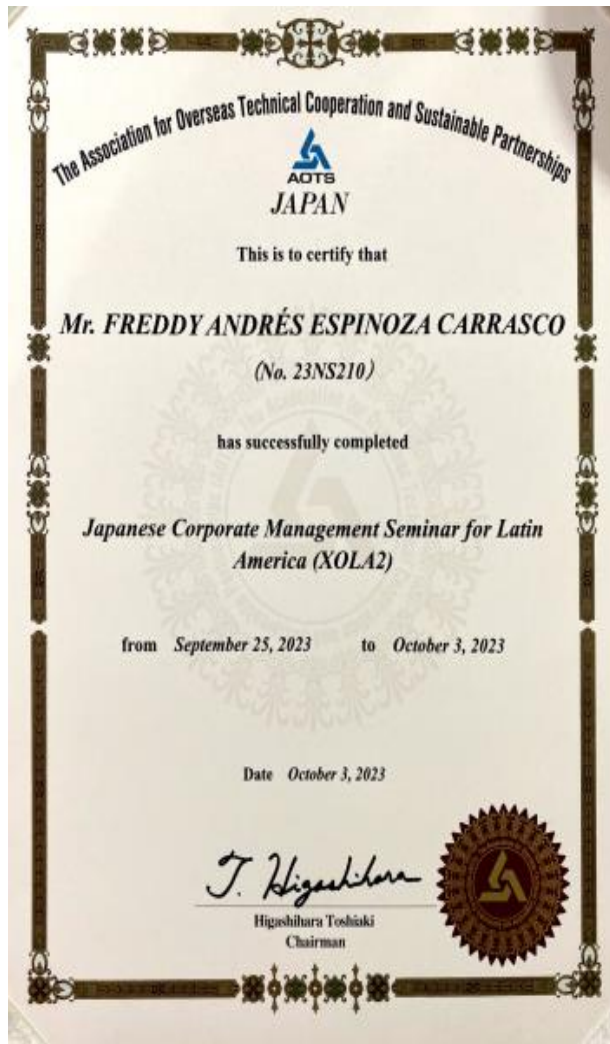 The Association for Overseas Technical Cooperation and Sustainable Partnerships
AOTS
JAPAN
This is to certify that
Mr. FREDDY ANDRÉS ESPINOZA CARRASCO
(No. 23NS210)
has successfully completed
Japanese Corporate Management Seminar for Latin
America (XOLA2)
from September 25, 2023 to October 3, 2023
Date October 3, 2023
T. Higashihara
Higashihara Toshiaki
Chairman